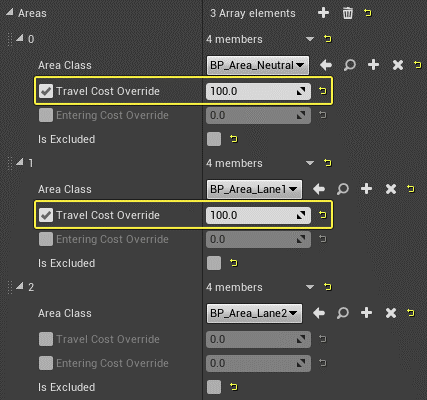 Areas 3 Array elements
0 4 members
Area Class BP_Area_Neutral
Travel Cost Override 100.0
Entering Cost Override 0.0
Is Excluded
1 4 members
Area Class BP_Area_Lane1
Travel Cost Override 100.0
Entering Cost Override 0.0
Is Excluded
2 4 members
Area Class BP_Area_Lane2
Travel Cost Override 0.0
Entering Cost Override 0.0
Is Excluded